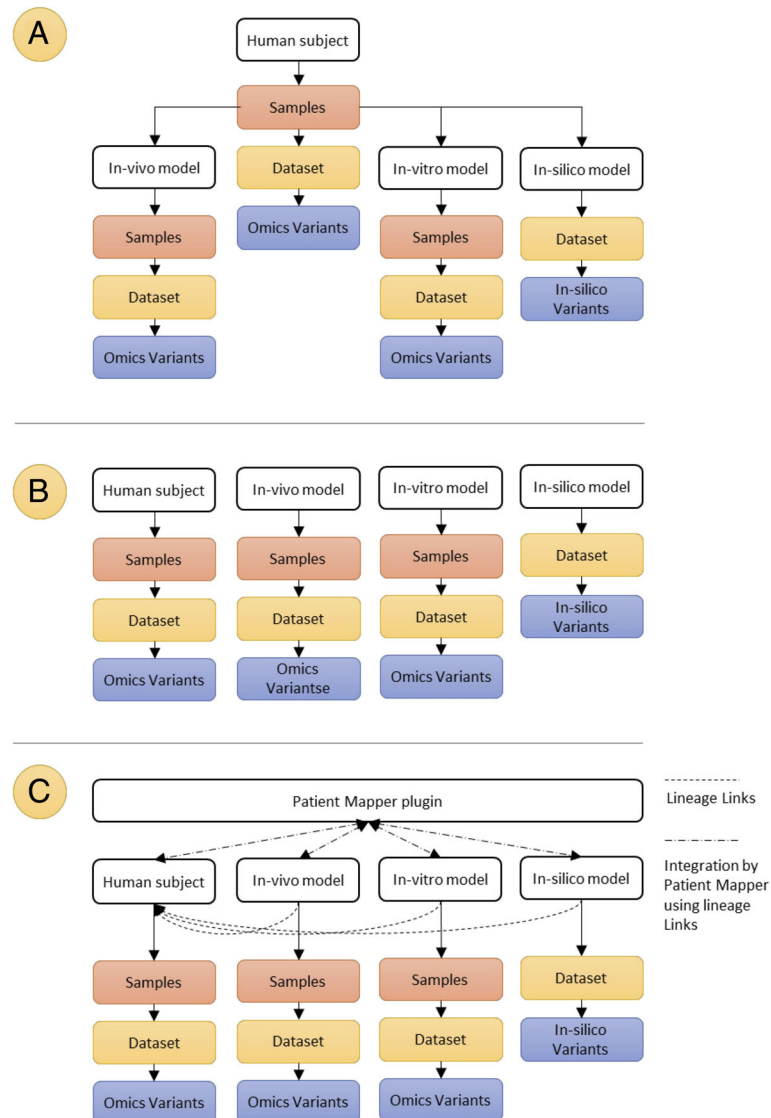 A
Human subject
Samples
In-vivo model
Dataset
In-vitro model
In-silico model
Samples
Omics Variants
Samples
Dataset
Dataset
Dataset
In-silico
Variants
Omics Variants
Omics Variants
B
Human subject
In-vivo model
In-vitro model
In-silico model
Samples
Samples
Samples
Dataset
Dataset
Dataset
Dataset
In-silico
Variants
Omics Variants
Omics
Variantse
Omics Variants
C
Patient Mapper plugin
Lineage Links
Integration by
Patient Mapper
using lineage
Links
Human subject
In-vivo model
In-vitro model
In-silico model
Samples
Samples
Samples
Dataset
Dataset
Dataset
Dataset
In-silico
Variants
Omics Variants
Omics Variants
Omics Variants